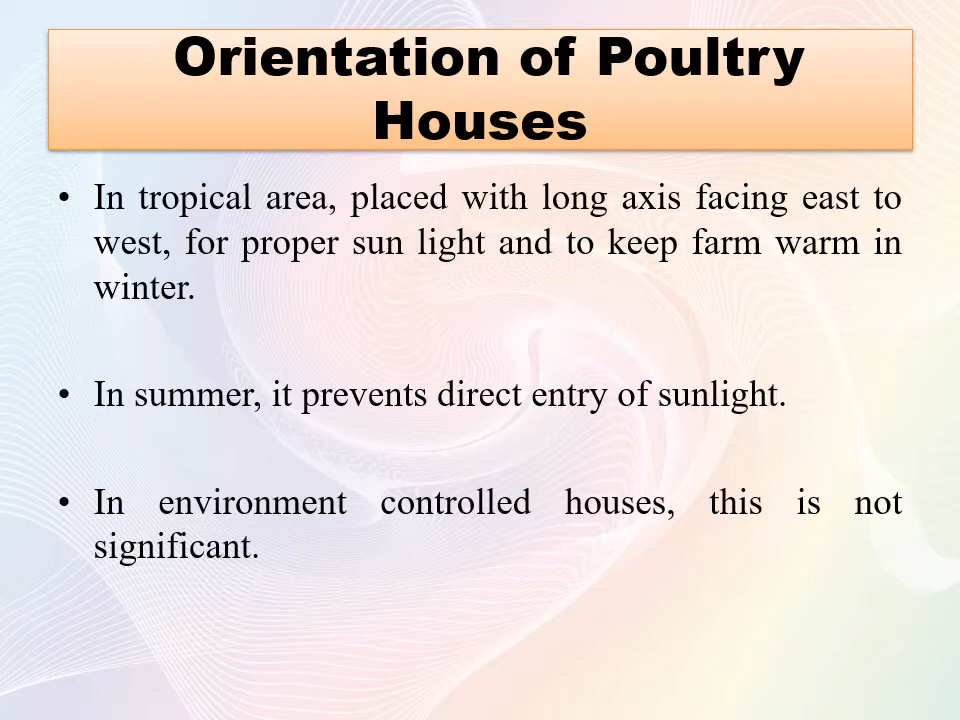 Orientation of Poultry
Houses
• In tropical area, placed with long axis facing east to
west, for proper sun light and to keep farm warm in
winter.
• In summer, it prevents direct entry of sunlight.
• In environment controlled houses, this is not
significant.